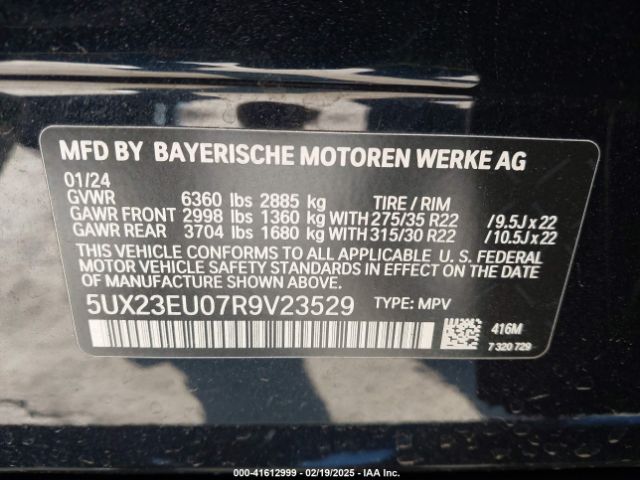 MFD BY BAYERISCHE MOTOREN WERKE AG
01/24
GVWR 6360 lbs 2885 kg TIRE / RIM
GAWR FRONT 2998 lbs 1360 kg WITH 275/35 R22 / 9.5J x 22
GAWR REAR 3704 lbs 1680 kg WITH 315/30 R22 / 10.5J x 22
THIS VEHICLE CONFORMS TO ALL APPLICABLE U. S. FEDERAL
MOTOR VEHICLE SAFETY STANDARDS IN EFFECT ON THE DATE
OF MANUFACTURE SHOWN ABOVE.
5UX23EU07R9V23529 TYPE: MPV
416M
7 320 729
000-41612999 - 02/19/2025 - IAA Inc.